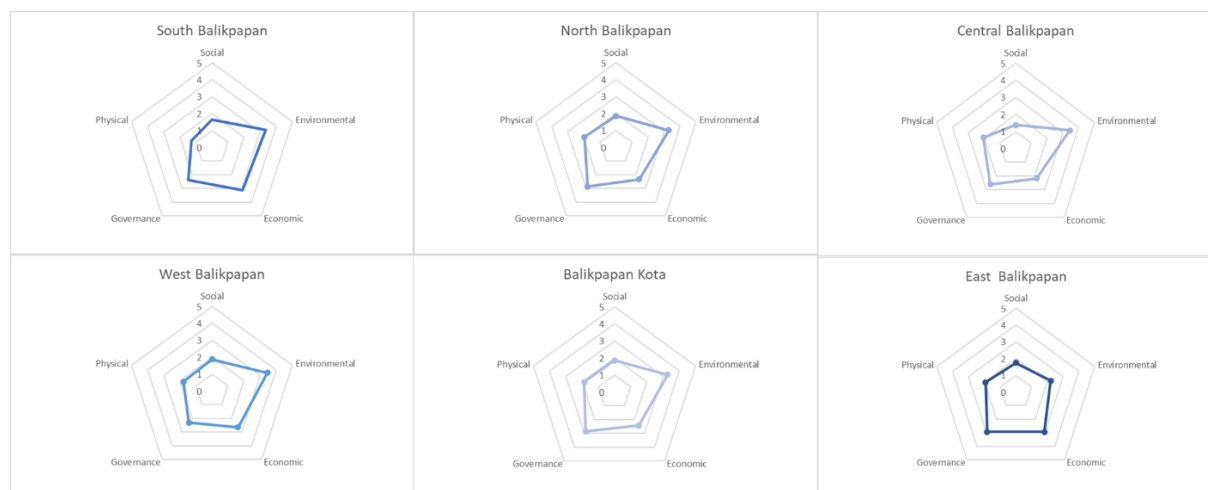 South Balikpapan
Social
5
4
3
2
1
0
Physical
Environmental
Governance
Economic
North Balikpapan
Social
5
4
3
2
1
0
Physical
Environmental
Governance
Economic
Central Balikpapan
Social
5
4
3
2
1
0
Physical
Environmental
Governance
Economic
West Balikpapan
Social
5
4
3
2
1
0
Physical
Environmental
Governance
Economic
Balikpapan Kota
Social
5
4
3
2
1
0
Physical
Environmental
Governance
Economic
East Balikpapan
Social
5
4
3
2
1
0
Physical
Environmental
Governance
Economic